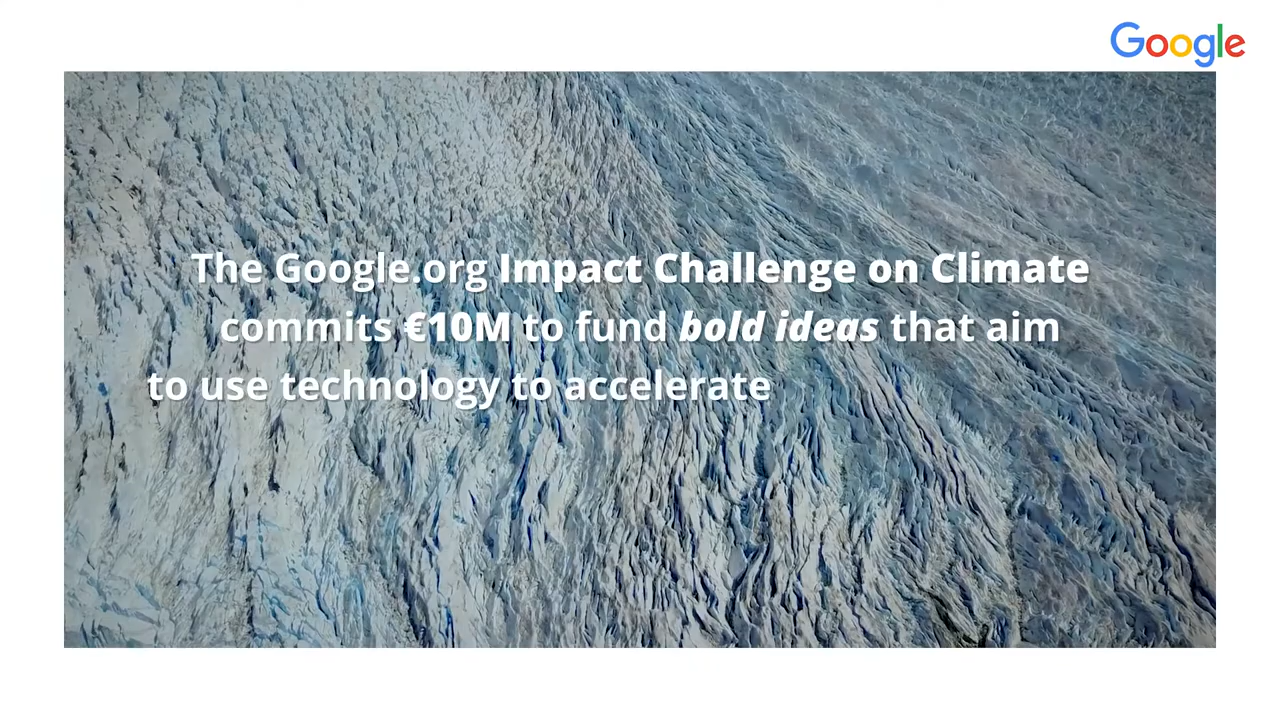 Google
The Google.org Impact Challenge on Climate
commits €10M to fund bold ideas that aim
to use technology to accelerate